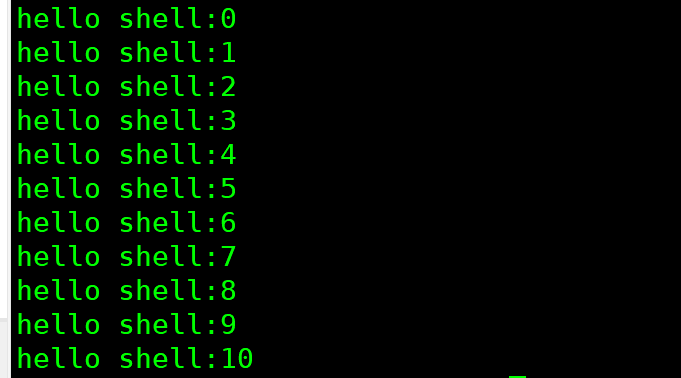 hello shell:0
hello shell:1
hello shell:2
hello shell:3
hello shell:4
hello shell:5
hello shell:6
hello shell:7
hello shell:8
hello shell:9
hello shell:10